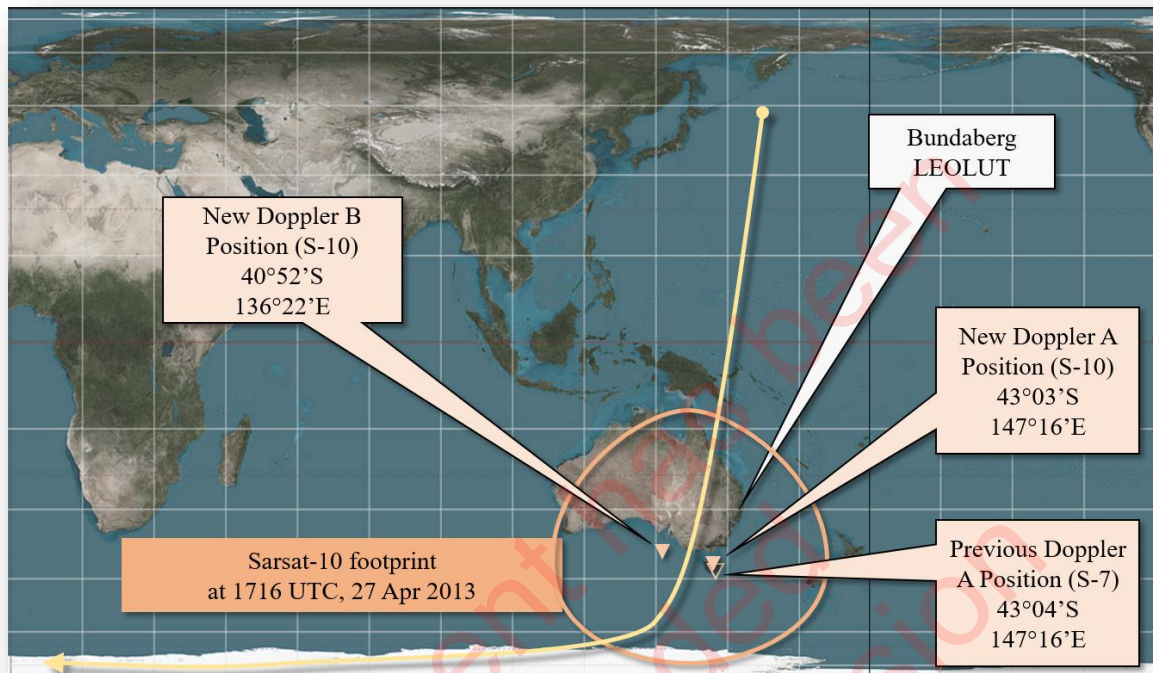 Bundaberg
LEOLUT
New Doppler B
Position (S-10)
40°52’S
136°22’E
New Doppler A
Position (S-10)
43°03’S
147°16’E
Sarsat-10 footprint
at 1716 UTC, 27 Apr 2013
Previous Doppler
A Position (S-7)
43°04’S
147°16’E
been